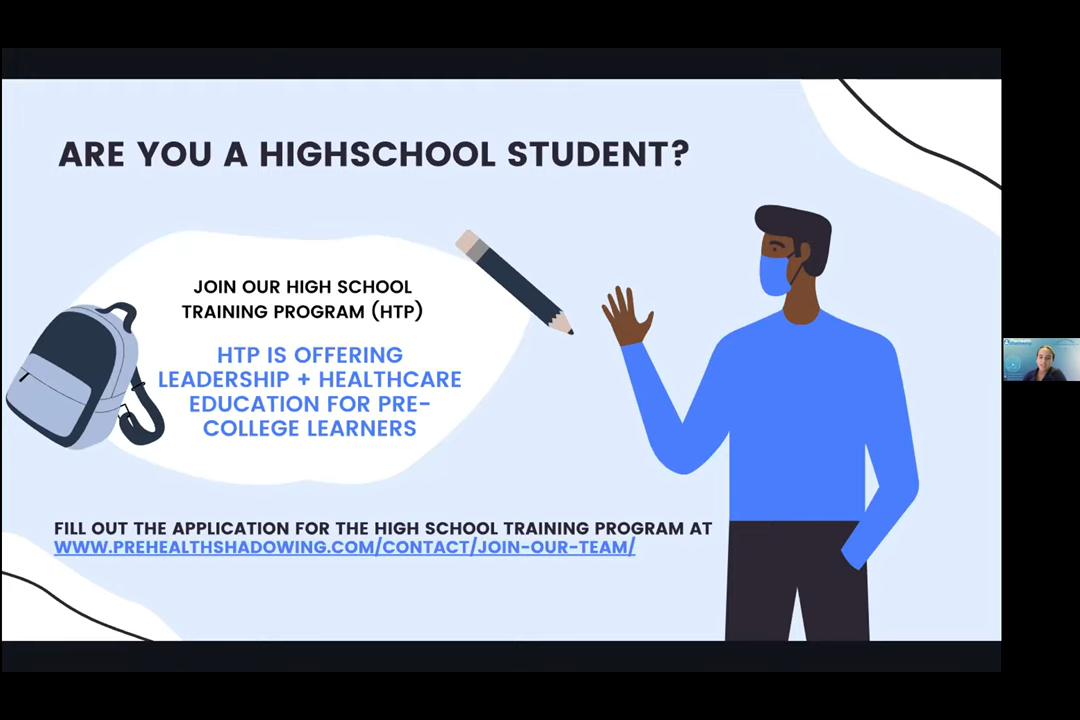 ARE YOU A HIGHSCHOOL STUDENT?
JOIN OUR HIGH SCHOOL
TRAINING PROGRAM (HTP)
HTP IS OFFERING
LEADERSHIP + HEALTHCARE
EDUCATION FOR PRE-
COLLEGE LEARNERS
FILL OUT THE APPLICATION FOR THE HIGH SCHOOL TRAINING PROGRAM AT
WWW.PREHEALTHSHADOWING.COM/CONTACT/JOIN-OUR-TEAM/